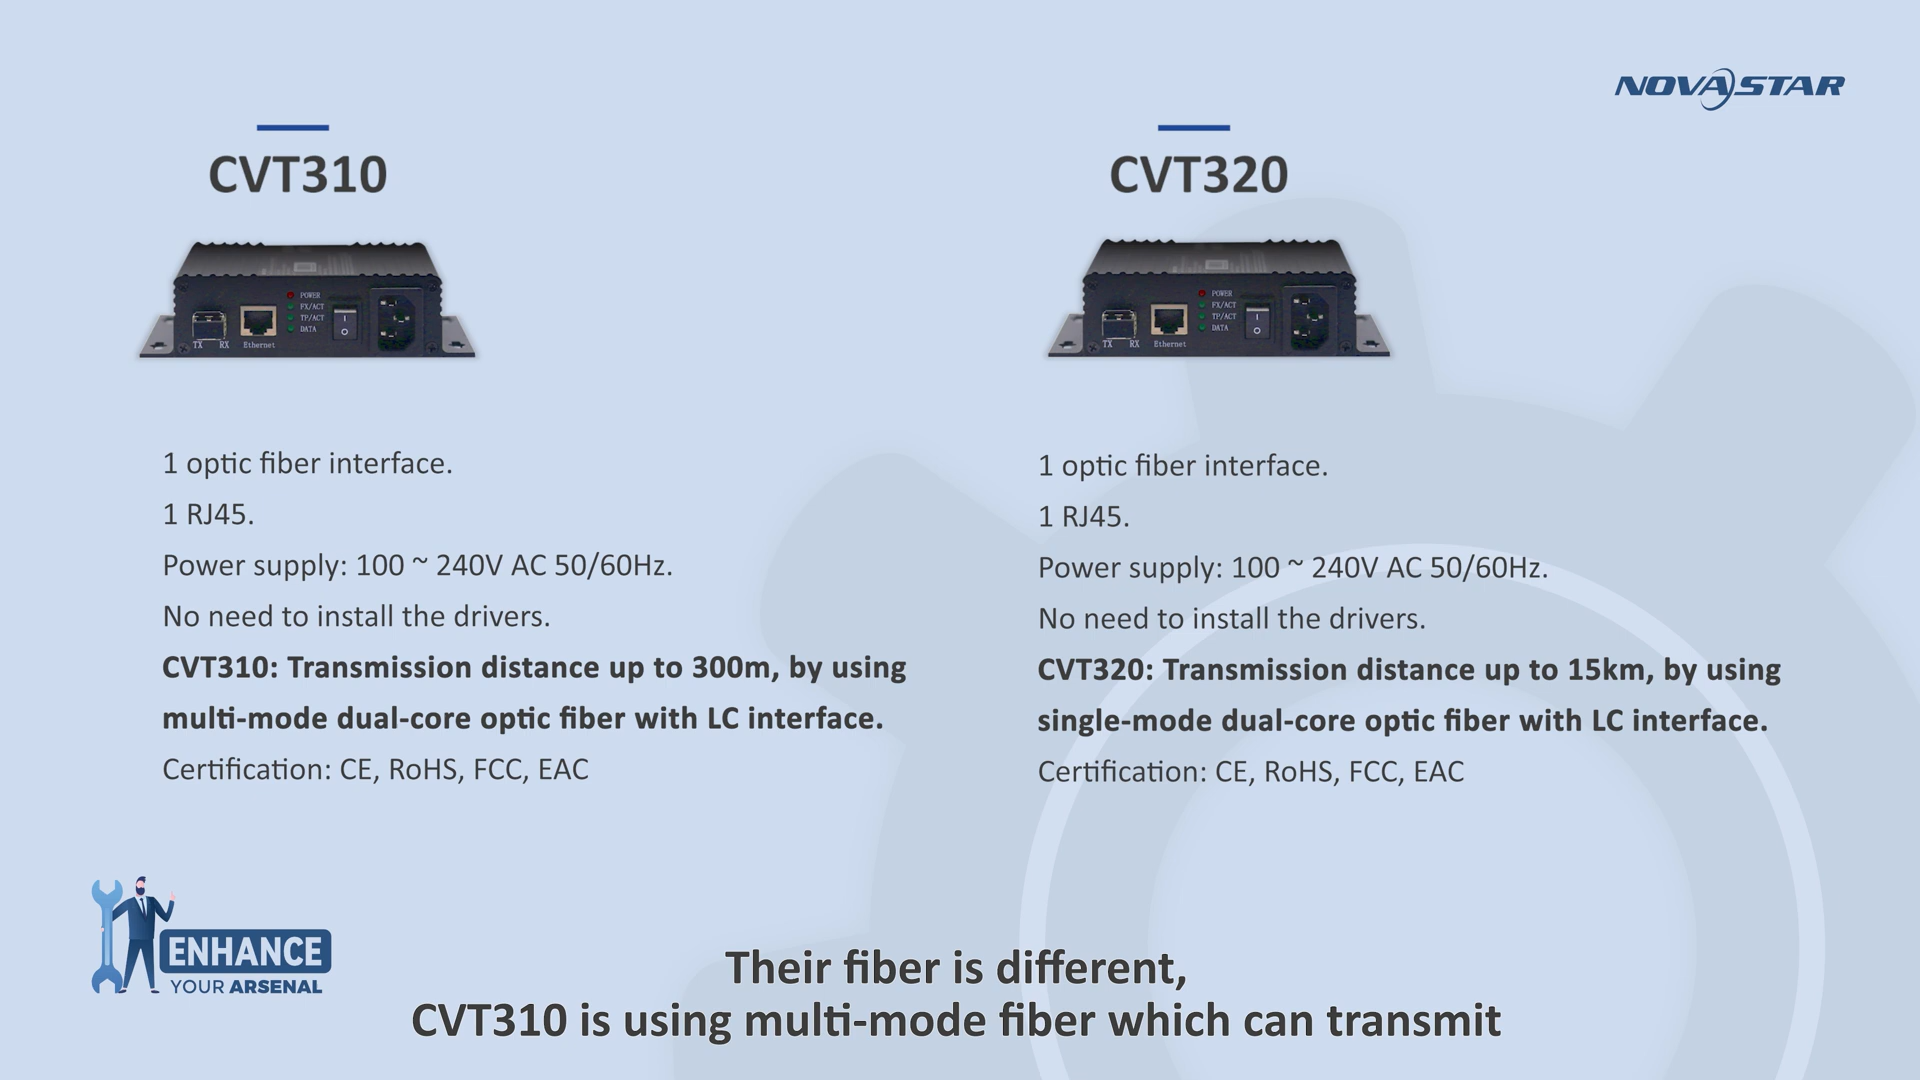 NOVASTAR
CVT310
POWER
FX/ACT
TP/ACT
DATA
TX RX Ethernet
1 optic fiber interface.
1 RJ45.
Power supply: 100 ~ 240V AC 50/60Hz.
No need to install the drivers.
CVT310: Transmission distance up to 300m, by using
multi-mode dual-core optic fiber with LC interface.
Certification: CE, RoHS, FCC, EAC
CVT320
POWER
FX/ACT
TP/ACT
DATA
TX RX Ethernet
1 optic fiber interface.
1 RJ45.
Power supply: 100 ~ 240V AC 50/60Hz.
No need to install the drivers.
CVT320: Transmission distance up to 15km, by using
single-mode dual-core optic fiber with LC interface.
Certification: CE, RoHS, FCC, EAC
ENHANCE
YOUR ARSENAL
Their fiber is different,
CVT310 is using multi-mode fiber which can transmit